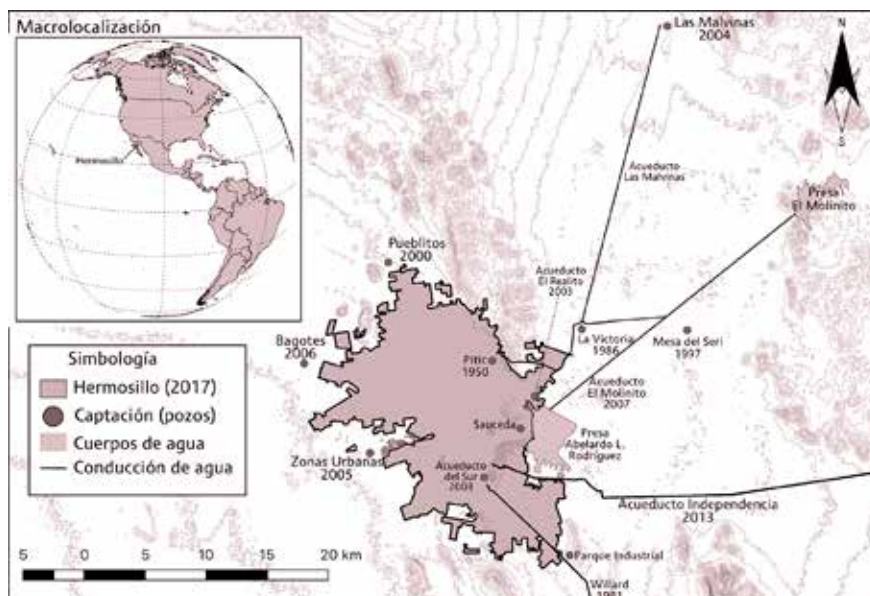 Macrolocalización
Hermosillo
Las Malvinas
2004
N
S
Acueducto
Las Malvinas
Presa
El Molinito
Pueblitos
2000
Acueducto
El Realito
2003
Bagotes
2006
La Victoria
1986
Mesa del Seri
1997
Pitic
1950
Acueducto
El Molinito
2007
Simbología
Hermosillo (2017)
Captación (pozos)
Cuerpos de agua
Conducción de agua
Sauceda
Presa
Abelardo L.
Rodríguez
Zonas Urbanas
2005
Acueducto
del Sur
Acueducto Independencia
2013
5 0 5 10 15 20 km
Parque Industrial
Willard
1981